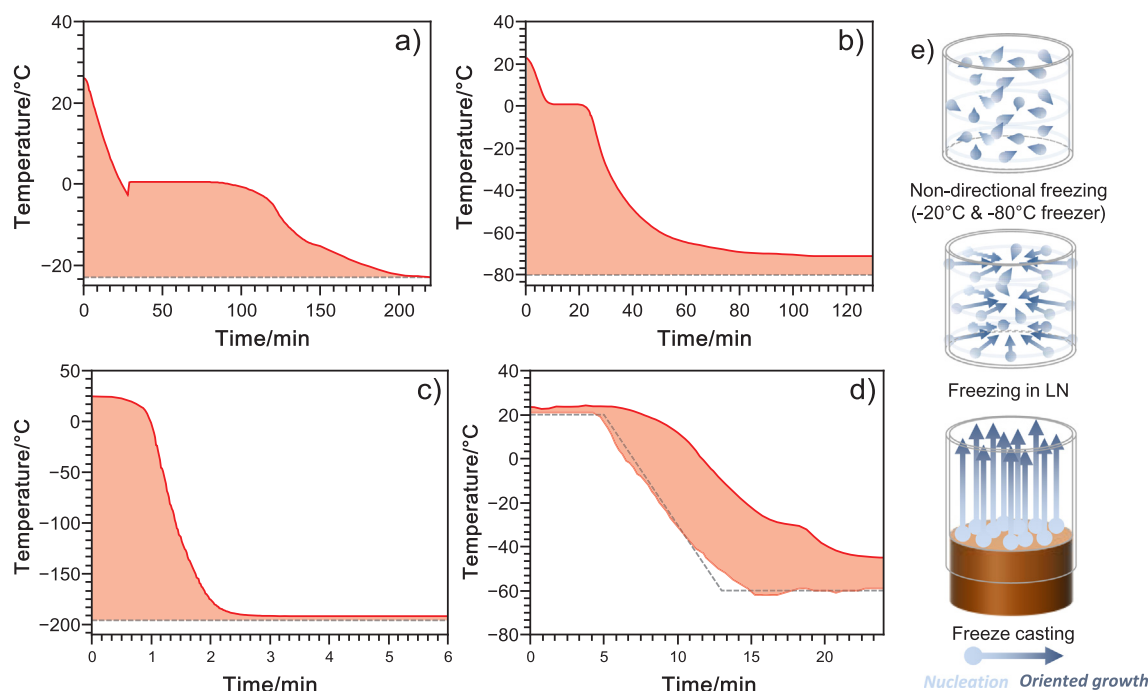 a)
Temperature/°C
40
20
0
−20
0
50
100
150
200
Time/min
b)
Temperature/°C
40
20
0
−20
−40
−60
−80
0
20
40
60
80
100
120
Time/min
c)
Temperature/°C
50
0
−50
−100
−150
−200
0
1
2
3
4
5
6
Time/min
d)
Temperature/°C
40
20
0
−20
−40
−60
−80
0
5
10
15
20
Time/min
e)
Non-directional freezing
(-20°C & -80°C freezer)
Freezing in LN
Freeze casting
Nucleation Oriented growth